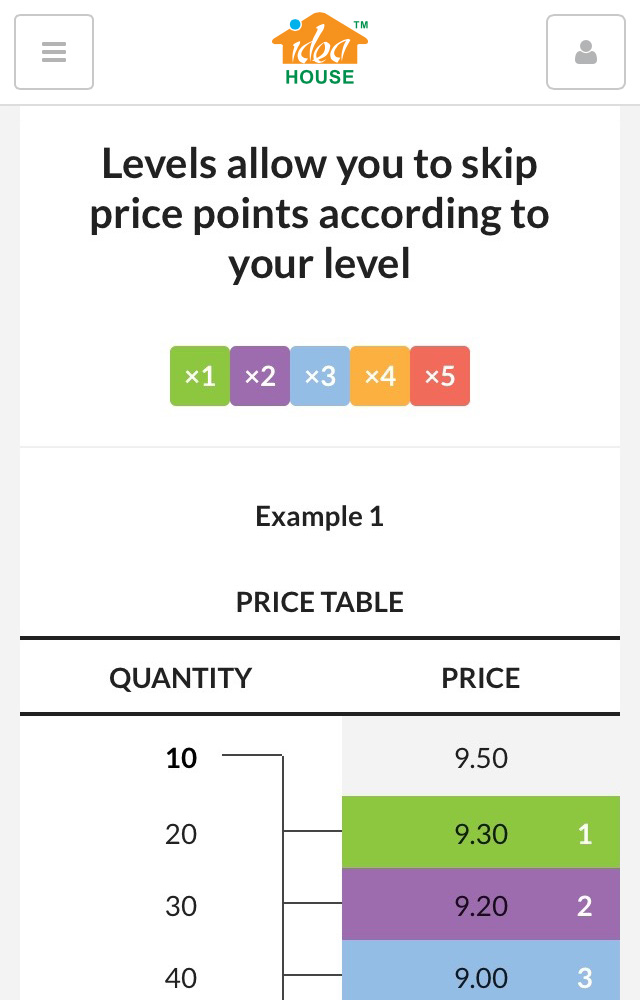 idea TM
HOUSE
Levels allow you to skip
price points according to
your level
×1 ×2 ×3 ×4 ×5
Example 1
PRICE TABLE
QUANTITY PRICE
10 9.50
20 9.30 1
30 9.20 2
40 9.00 3